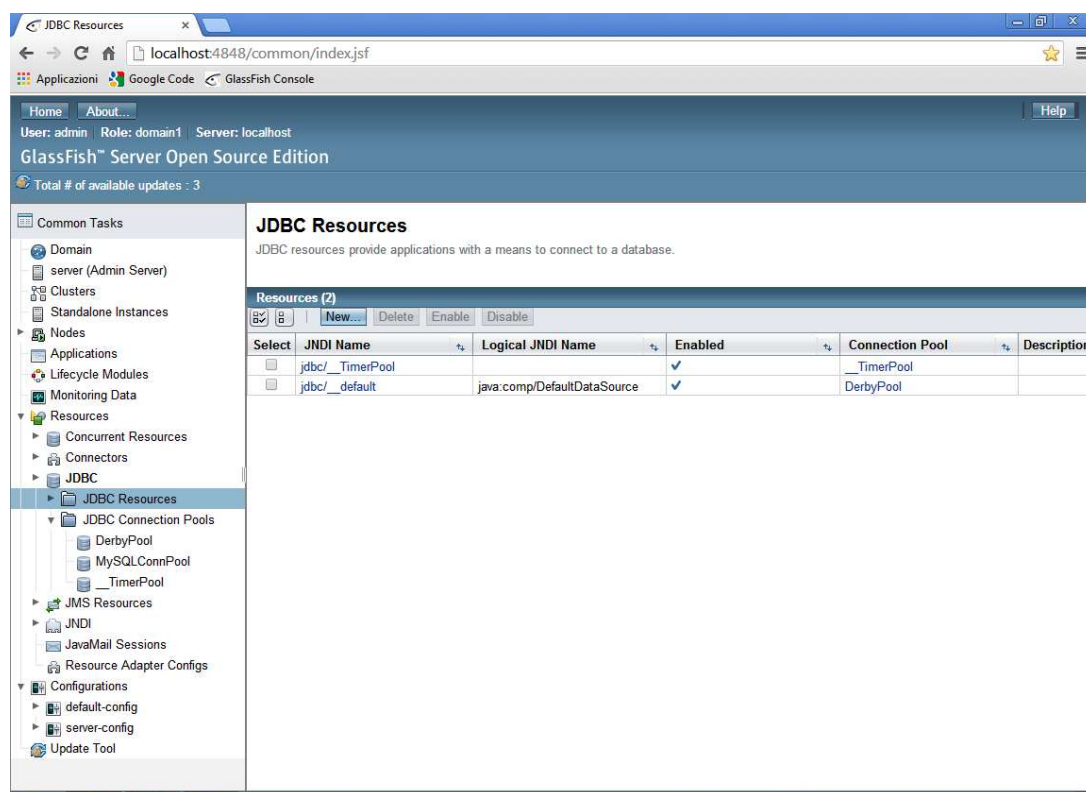 JDBC Resources
localhost:4848/common/index.jsf
Applicazioni Google Code GlassFish Console
Home About... Help
User: admin Role: domain1 Server: localhost
GlassFish™ Server Open Source Edition
Total # of available updates : 3
Common Tasks
Domain
server (Admin Server)
Clusters
Standalone Instances
Nodes
Applications
Lifecycle Modules
Monitoring Data
Resources
Concurrent Resources
Connectors
JDBC
JDBC Resources
JDBC Connection Pools
DerbyPool
MySQLConnPool
__TimerPool
JMS Resources
JNDI
JavaMail Sessions
Resource Adapter Configs
Configurations
default-config
server-config
Update Tool
JDBC Resources
JDBC resources provide applications with a means to connect to a database.
Resources (2)
New... Delete Enable Disable
Select JNDI Name Logical JNDI Name Enabled Connection Pool Description
jdbc/__TimerPool __TimerPool
jdbc/__default java:comp/DefaultDataSource DerbyPool